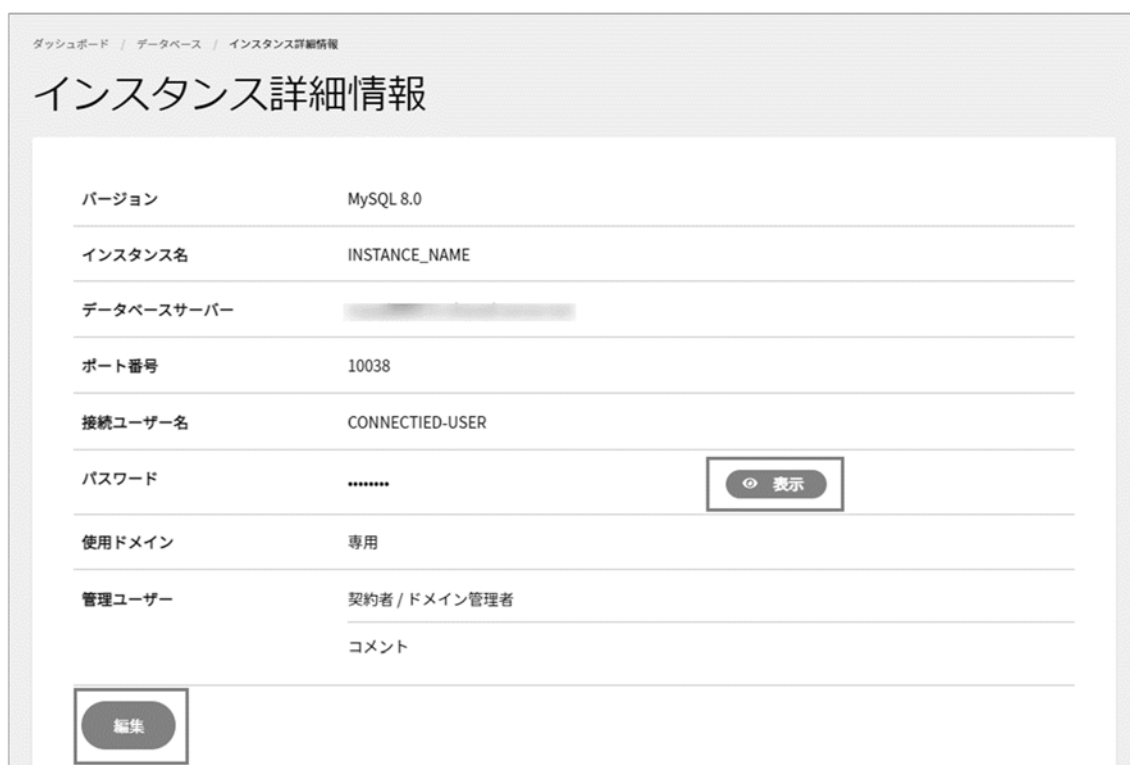 ダッシュボード / データベース / インスタンス詳細情報
インスタンス詳細情報
バージョン MySQL 8.0
インスタンス名 INSTANCE_NAME
データベースサーバー
ポート番号 10038
接続ユーザー名 CONNECTIED-USER
パスワード •••••••• 表示
使用ドメイン 専用
管理ユーザー 契約者 / ドメイン管理者
コメント
編集